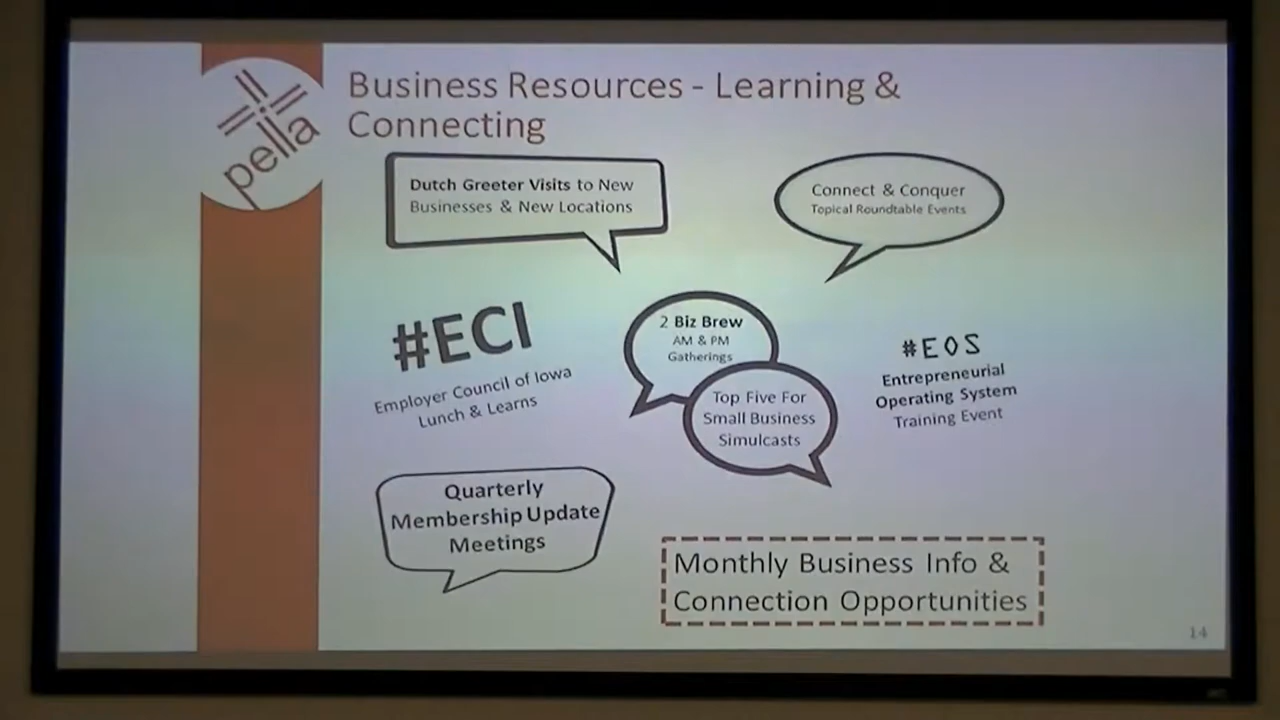 pella
Business Resources - Learning &
Connecting
Dutch Greeter Visits to New
Businesses & New Locations
Connect & Conquer
Topical Roundtable Events
#ECI
Employer Council of Iowa
Lunch & Learns
2 Biz Brew
AM & PM
Gatherings
Top Five For
Small Business
Simulcasts
#EOS
Entrepreneurial
Operating System
Training Event
Quarterly
Membership Update
Meetings
Monthly Business Info &
Connection Opportunities
14